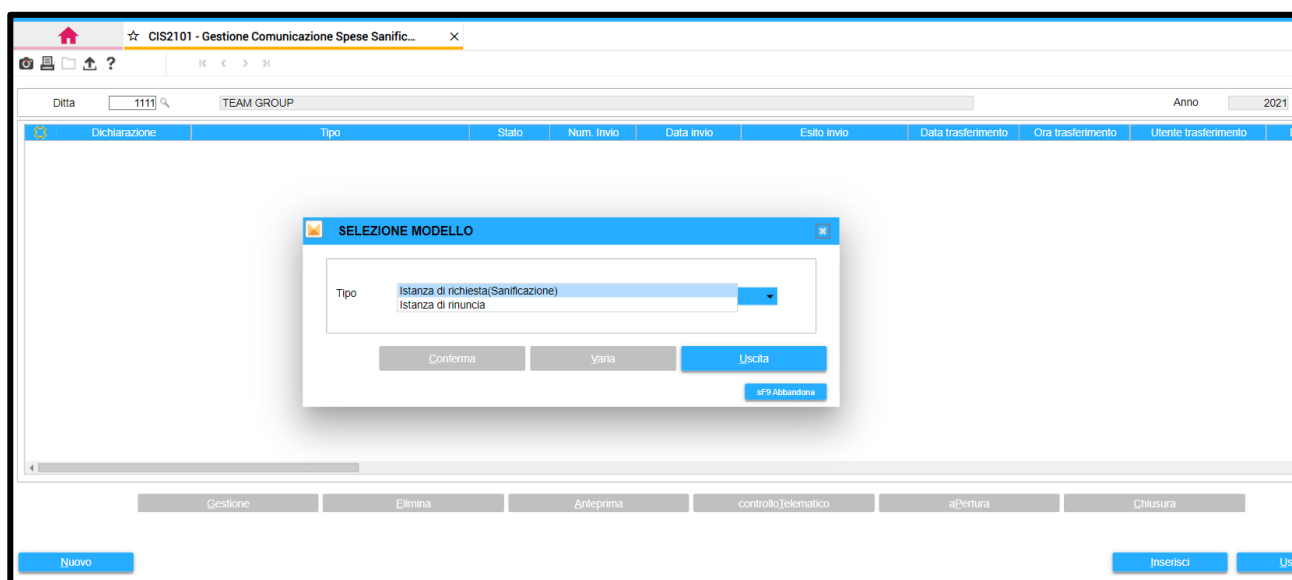 CIS2101 - Gestione Comunicazione Spese Sanific...
?
Ditta 1111 TEAM GROUP Anno 2021
Dichiarazione Tipo Stato Num. Invio Data invio Esito invio Data trasferimento Ora trasferimento Utente trasferimento
SELEZIONE MODELLO
Tipo Istanza di richiesta(Sanificazione)
Istanza di rinuncia
Conferma Varia Uscita
sF9 Abbandona
Gestione Elimina Anteprima controlloTelematico aPertura Chiusura
Nuovo Inserisci